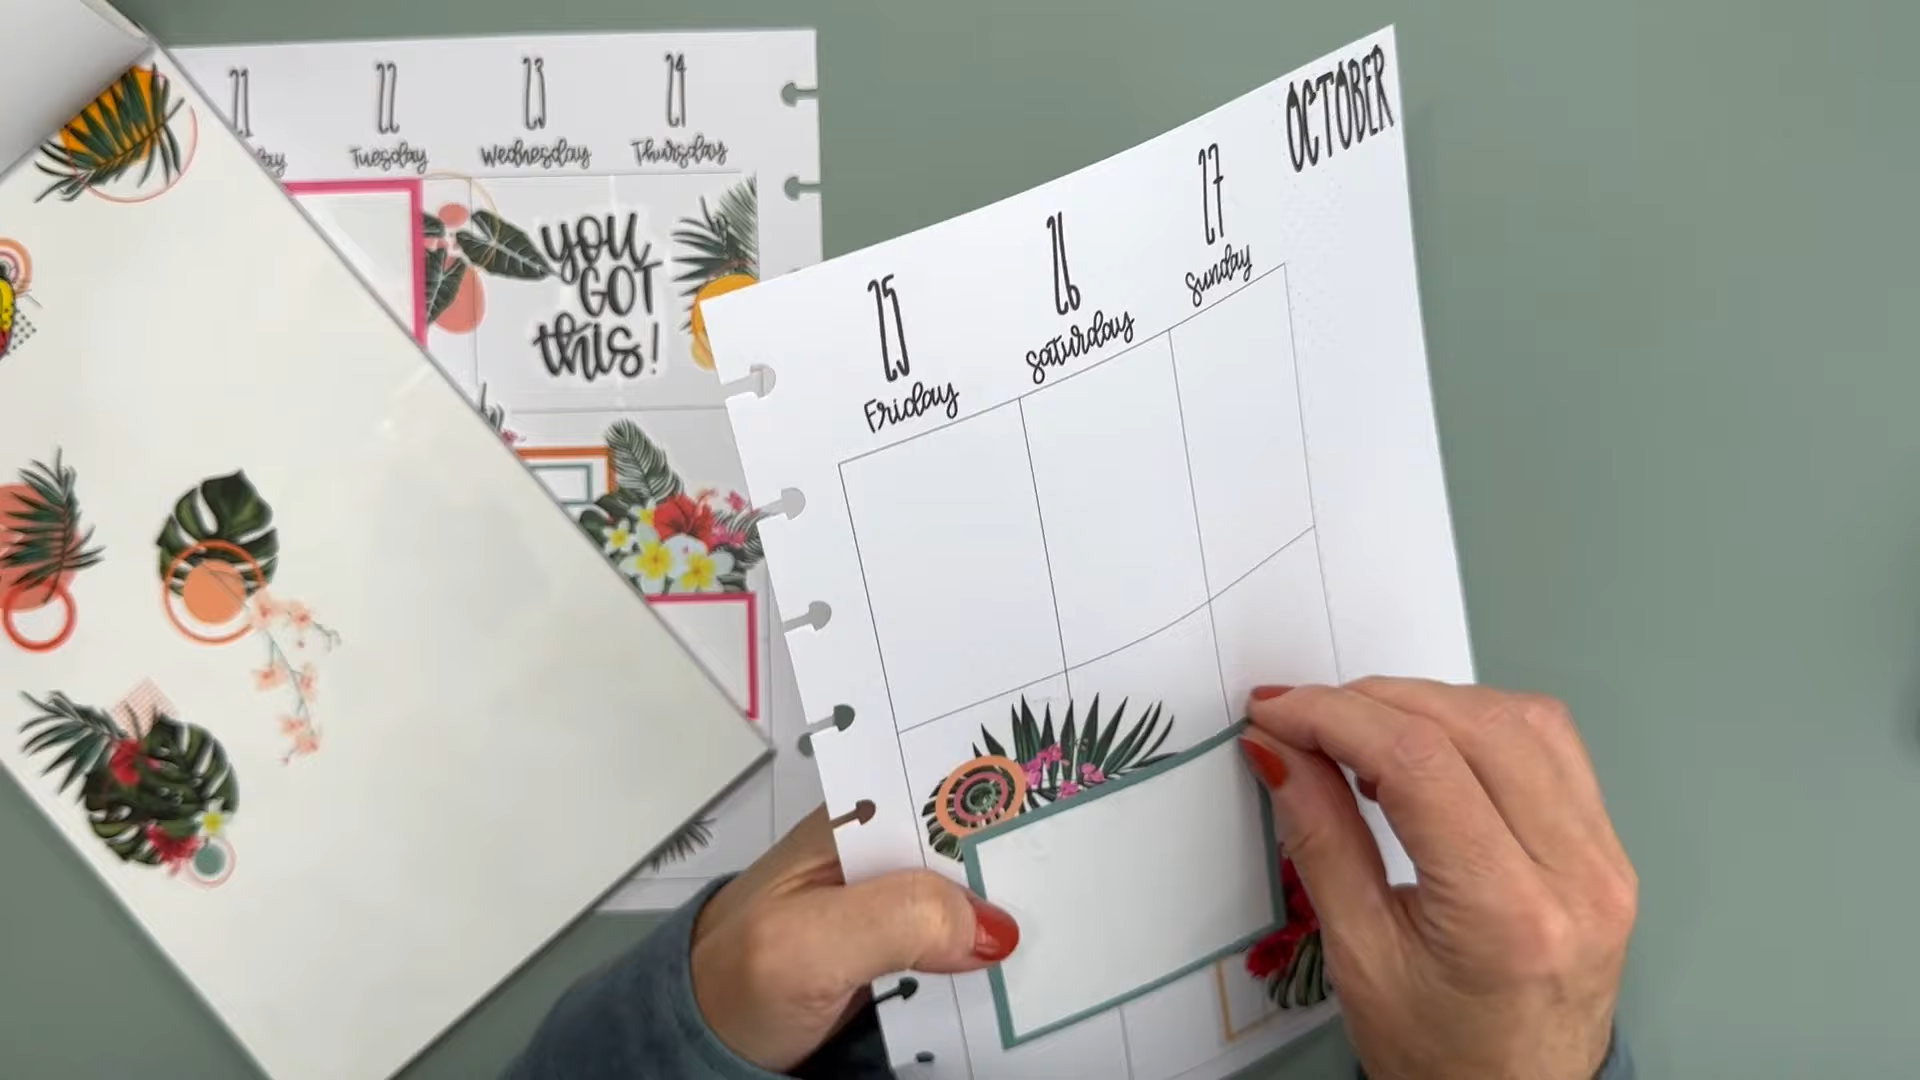 21 22 23 24
Tuesday Wednesday Thursday
you
GOT
this!
OCTOBER
25 26 27
Friday Saturday Sunday